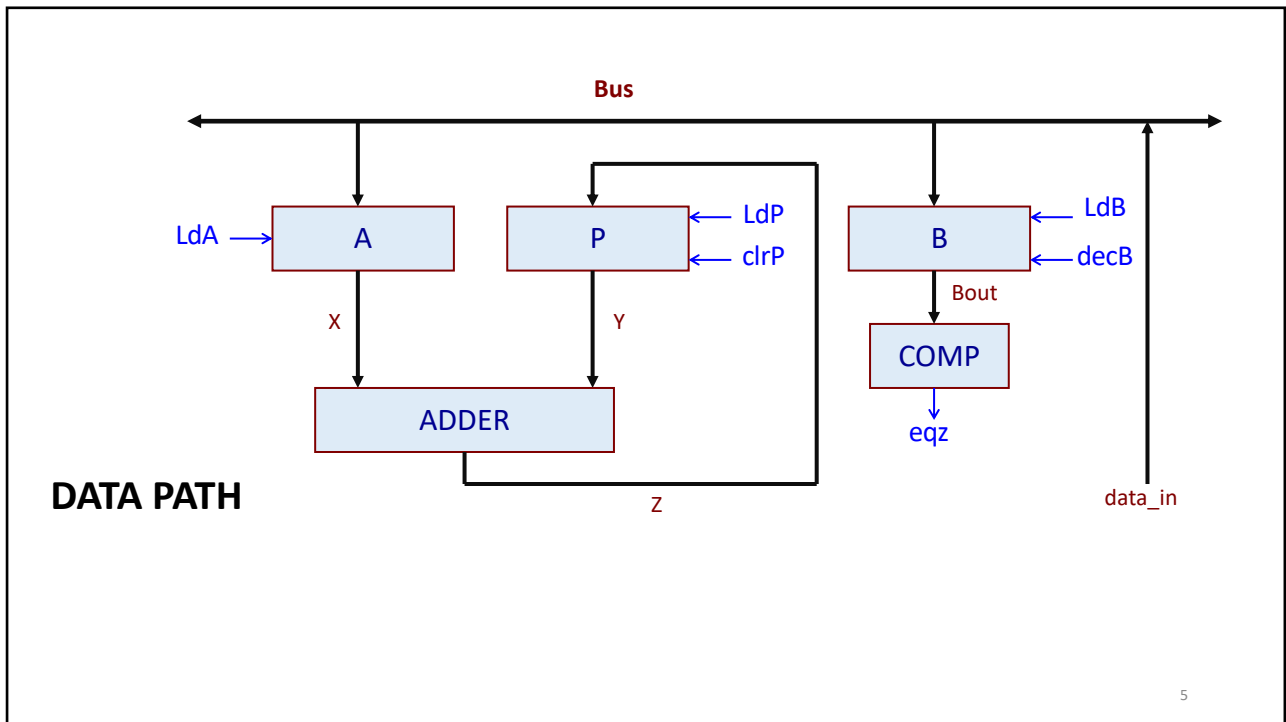 Bus
LdA
A
P
LdP
clrP
B
LdB
decB
X
Y
Bout
COMP
ADDER
eqz
DATA PATH
Z
data_in
5